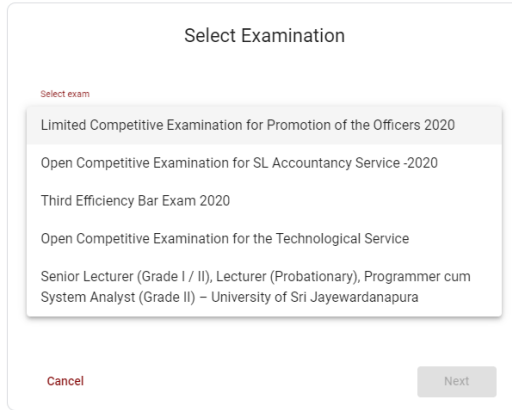 Select Examination
Select exam
Limited Competitive Examination for Promotion of the Officers 2020
Open Competitive Examination for SL Accountancy Service -2020
Third Efficiency Bar Exam 2020
Open Competitive Examination for the Technological Service
Senior Lecturer (Grade I / II), Lecturer (Probationary), Programmer cum
System Analyst (Grade II) – University of Sri Jayewardanapura
Cancel
Next